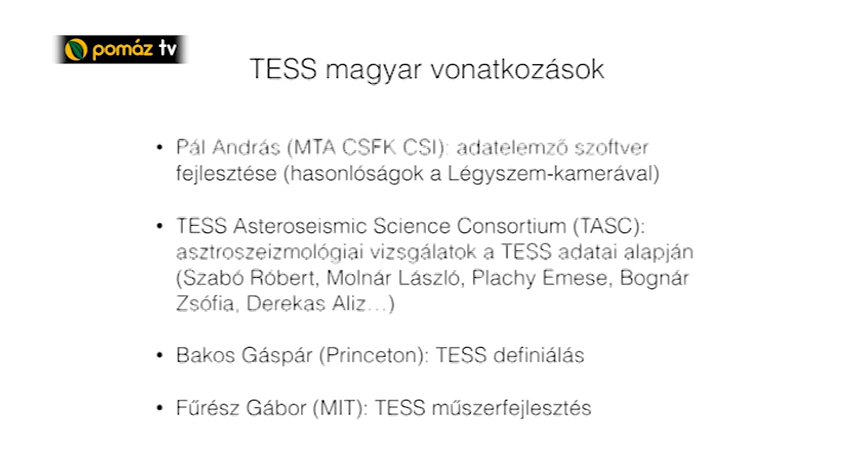 pomáz tv
TESS magyar vonatkozások
• Pál András (MTA CSFK CSI): adatelemző szoftver
fejlesztése (hasonlóságok a Légyszem-kamerával)
• TESS Asteroseismic Science Consortium (TASC):
asztroszeizmológiai vizsgálatok a TESS adatai alapján
(Szabó Róbert, Molnár László, Plachy Emese, Bognár
Zsófia, Derekas Aliz…)
• Bakos Gáspár (Princeton): TESS definiálás
• Fűrész Gábor (MIT): TESS műszerfejlesztés